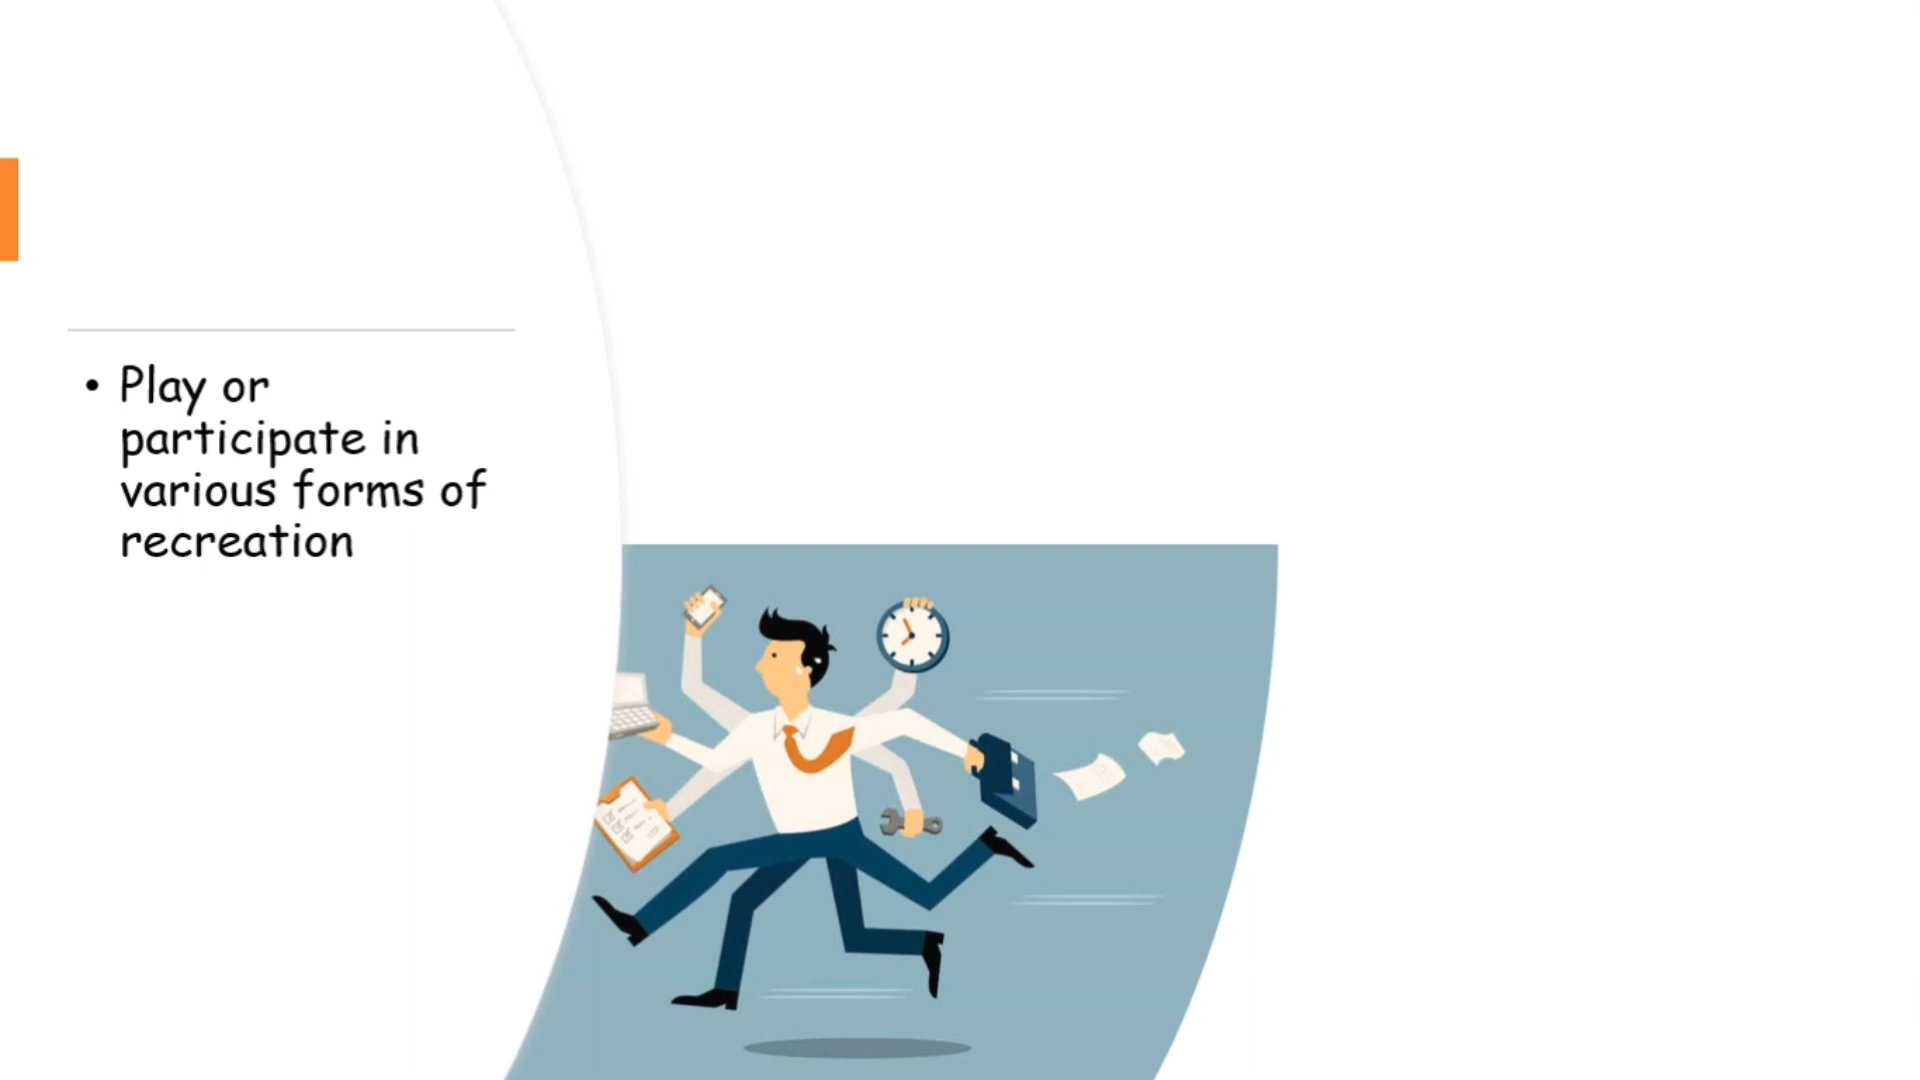 • Play or
participate in
various forms of
recreation